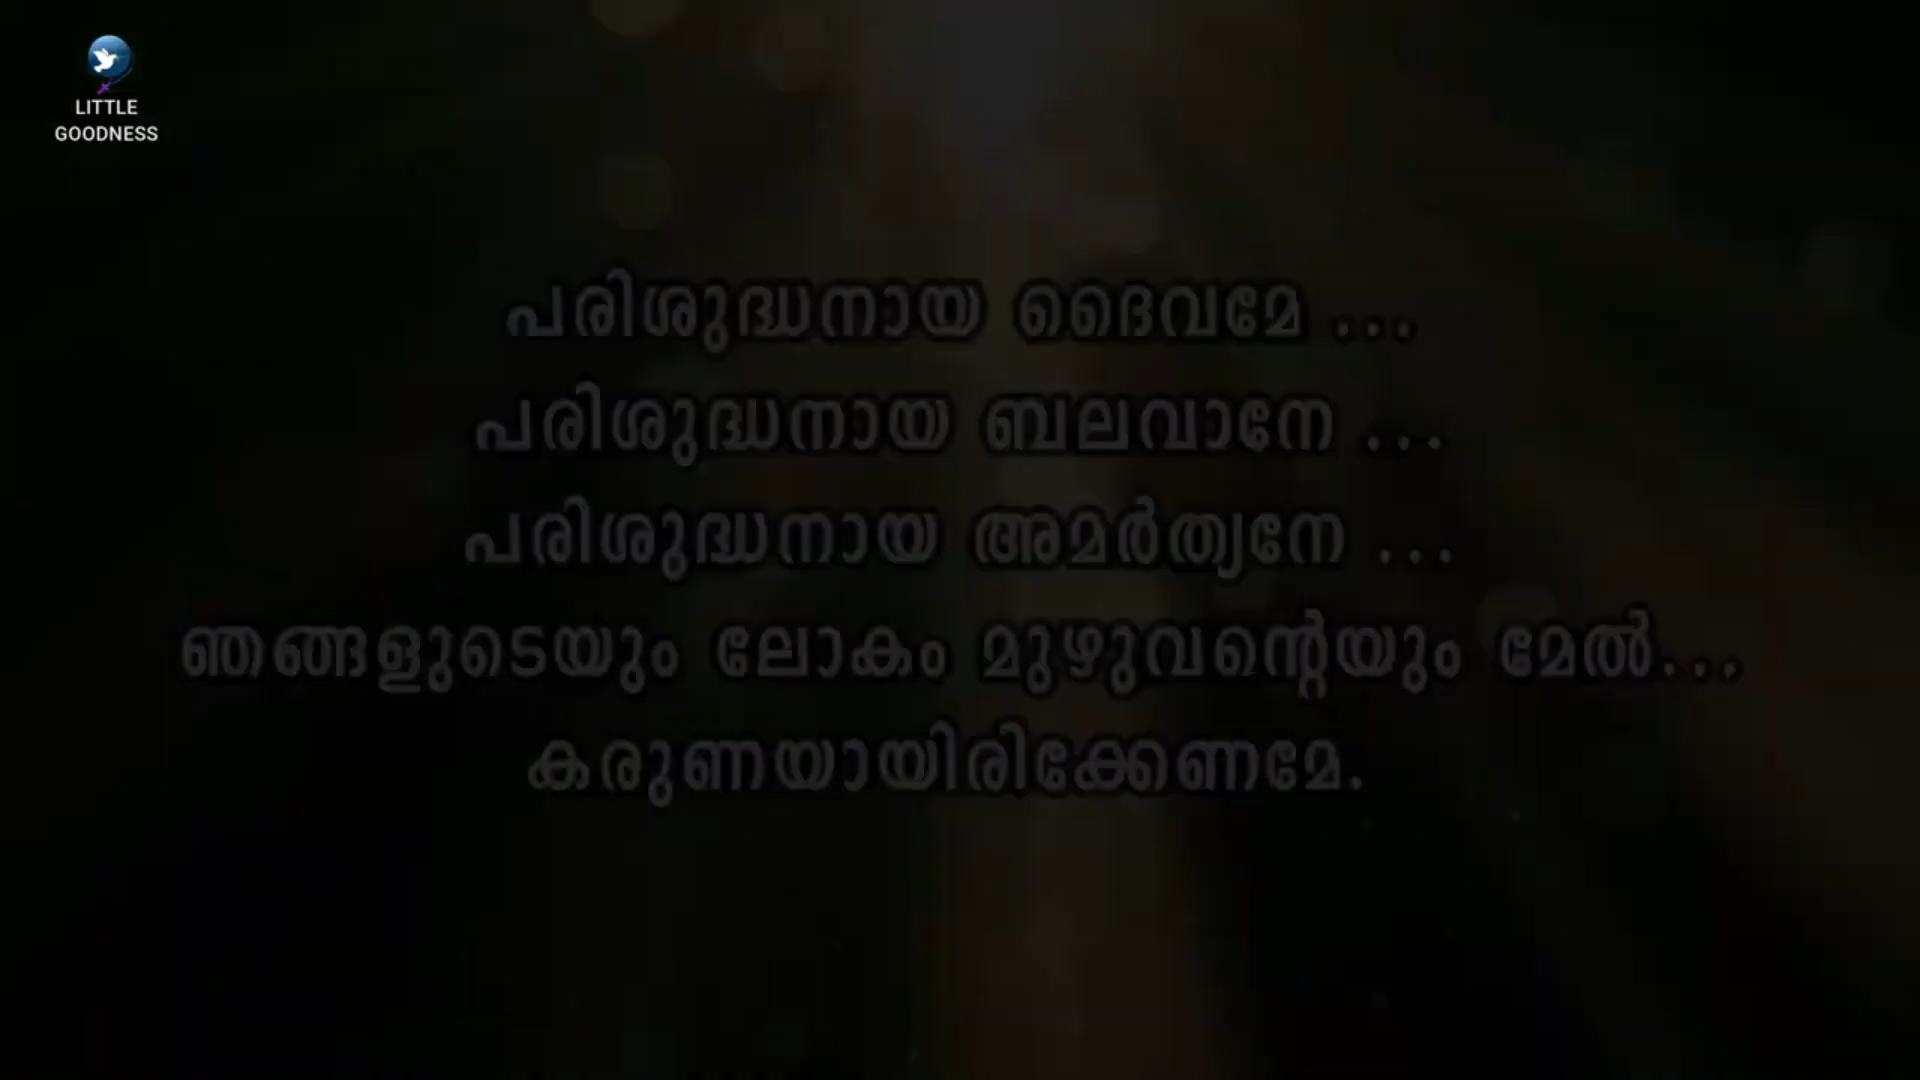 LITTLE
GOODNESS
പരിശുദ്ധനായ ദൈവമേ ...
പരിശുദ്ധനായ ബലവാനേ ...
പരിശുദ്ധനായ അമർത്യനേ ...
ഞങ്ങളുടെയും ലോകം മുഴുവന്റെയും മേൽ...
കരുണയായിരിക്കേണമേ.